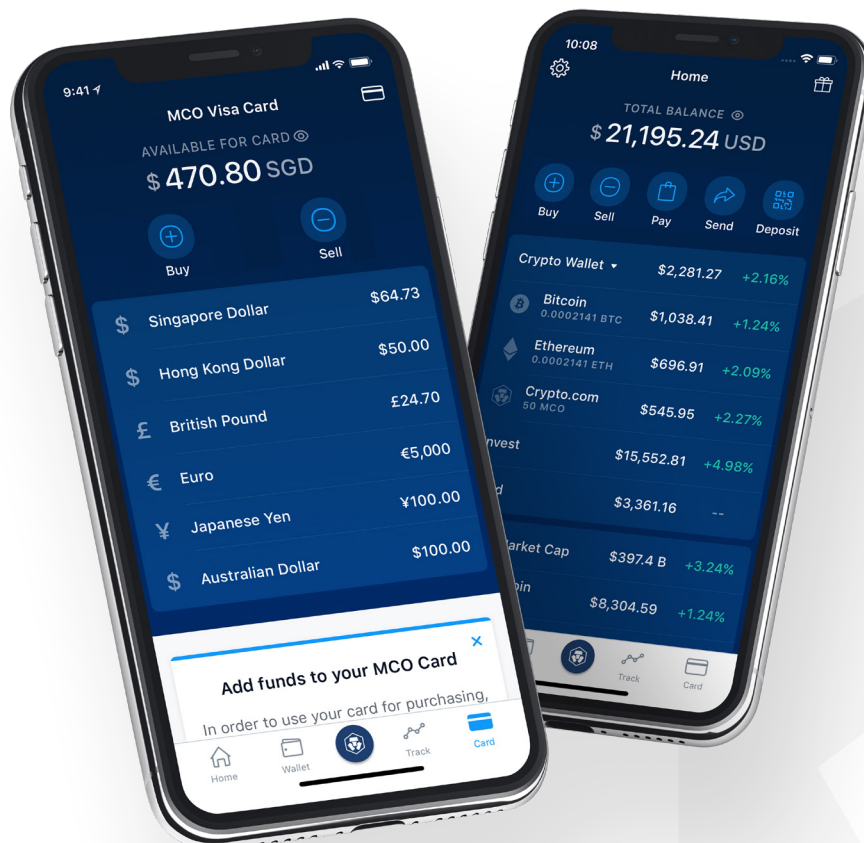 9:41
MCO Visa Card
AVAILABLE FOR CARD
$ 470.80 SGD
Buy
Sell
$ Singapore Dollar $64.73
$ Hong Kong Dollar $50.00
£ British Pound £24.70
€ Euro €5,000
¥ Japanese Yen ¥100.00
$ Australian Dollar $100.00
Add funds to your MCO Card
In order to use your card for purchasing,
Home
Wallet
Track
Card
10:08
Home
TOTAL BALANCE
$ 21,195.24 USD
Buy
Sell
Pay
Send
Deposit
Crypto Wallet $2,281.27 +2.16%
Bitcoin
0.0002141 BTC
$1,038.41 +1.24%
Ethereum
0.0002141 ETH
$696.91 +2.09%
Crypto.com
50 MCO
$545.95 +2.27%
$15,552.81 +4.98%
$3,361.16 --
Cap $397.4 B +3.24%
$8,304.59 +1.24%
Track
Card